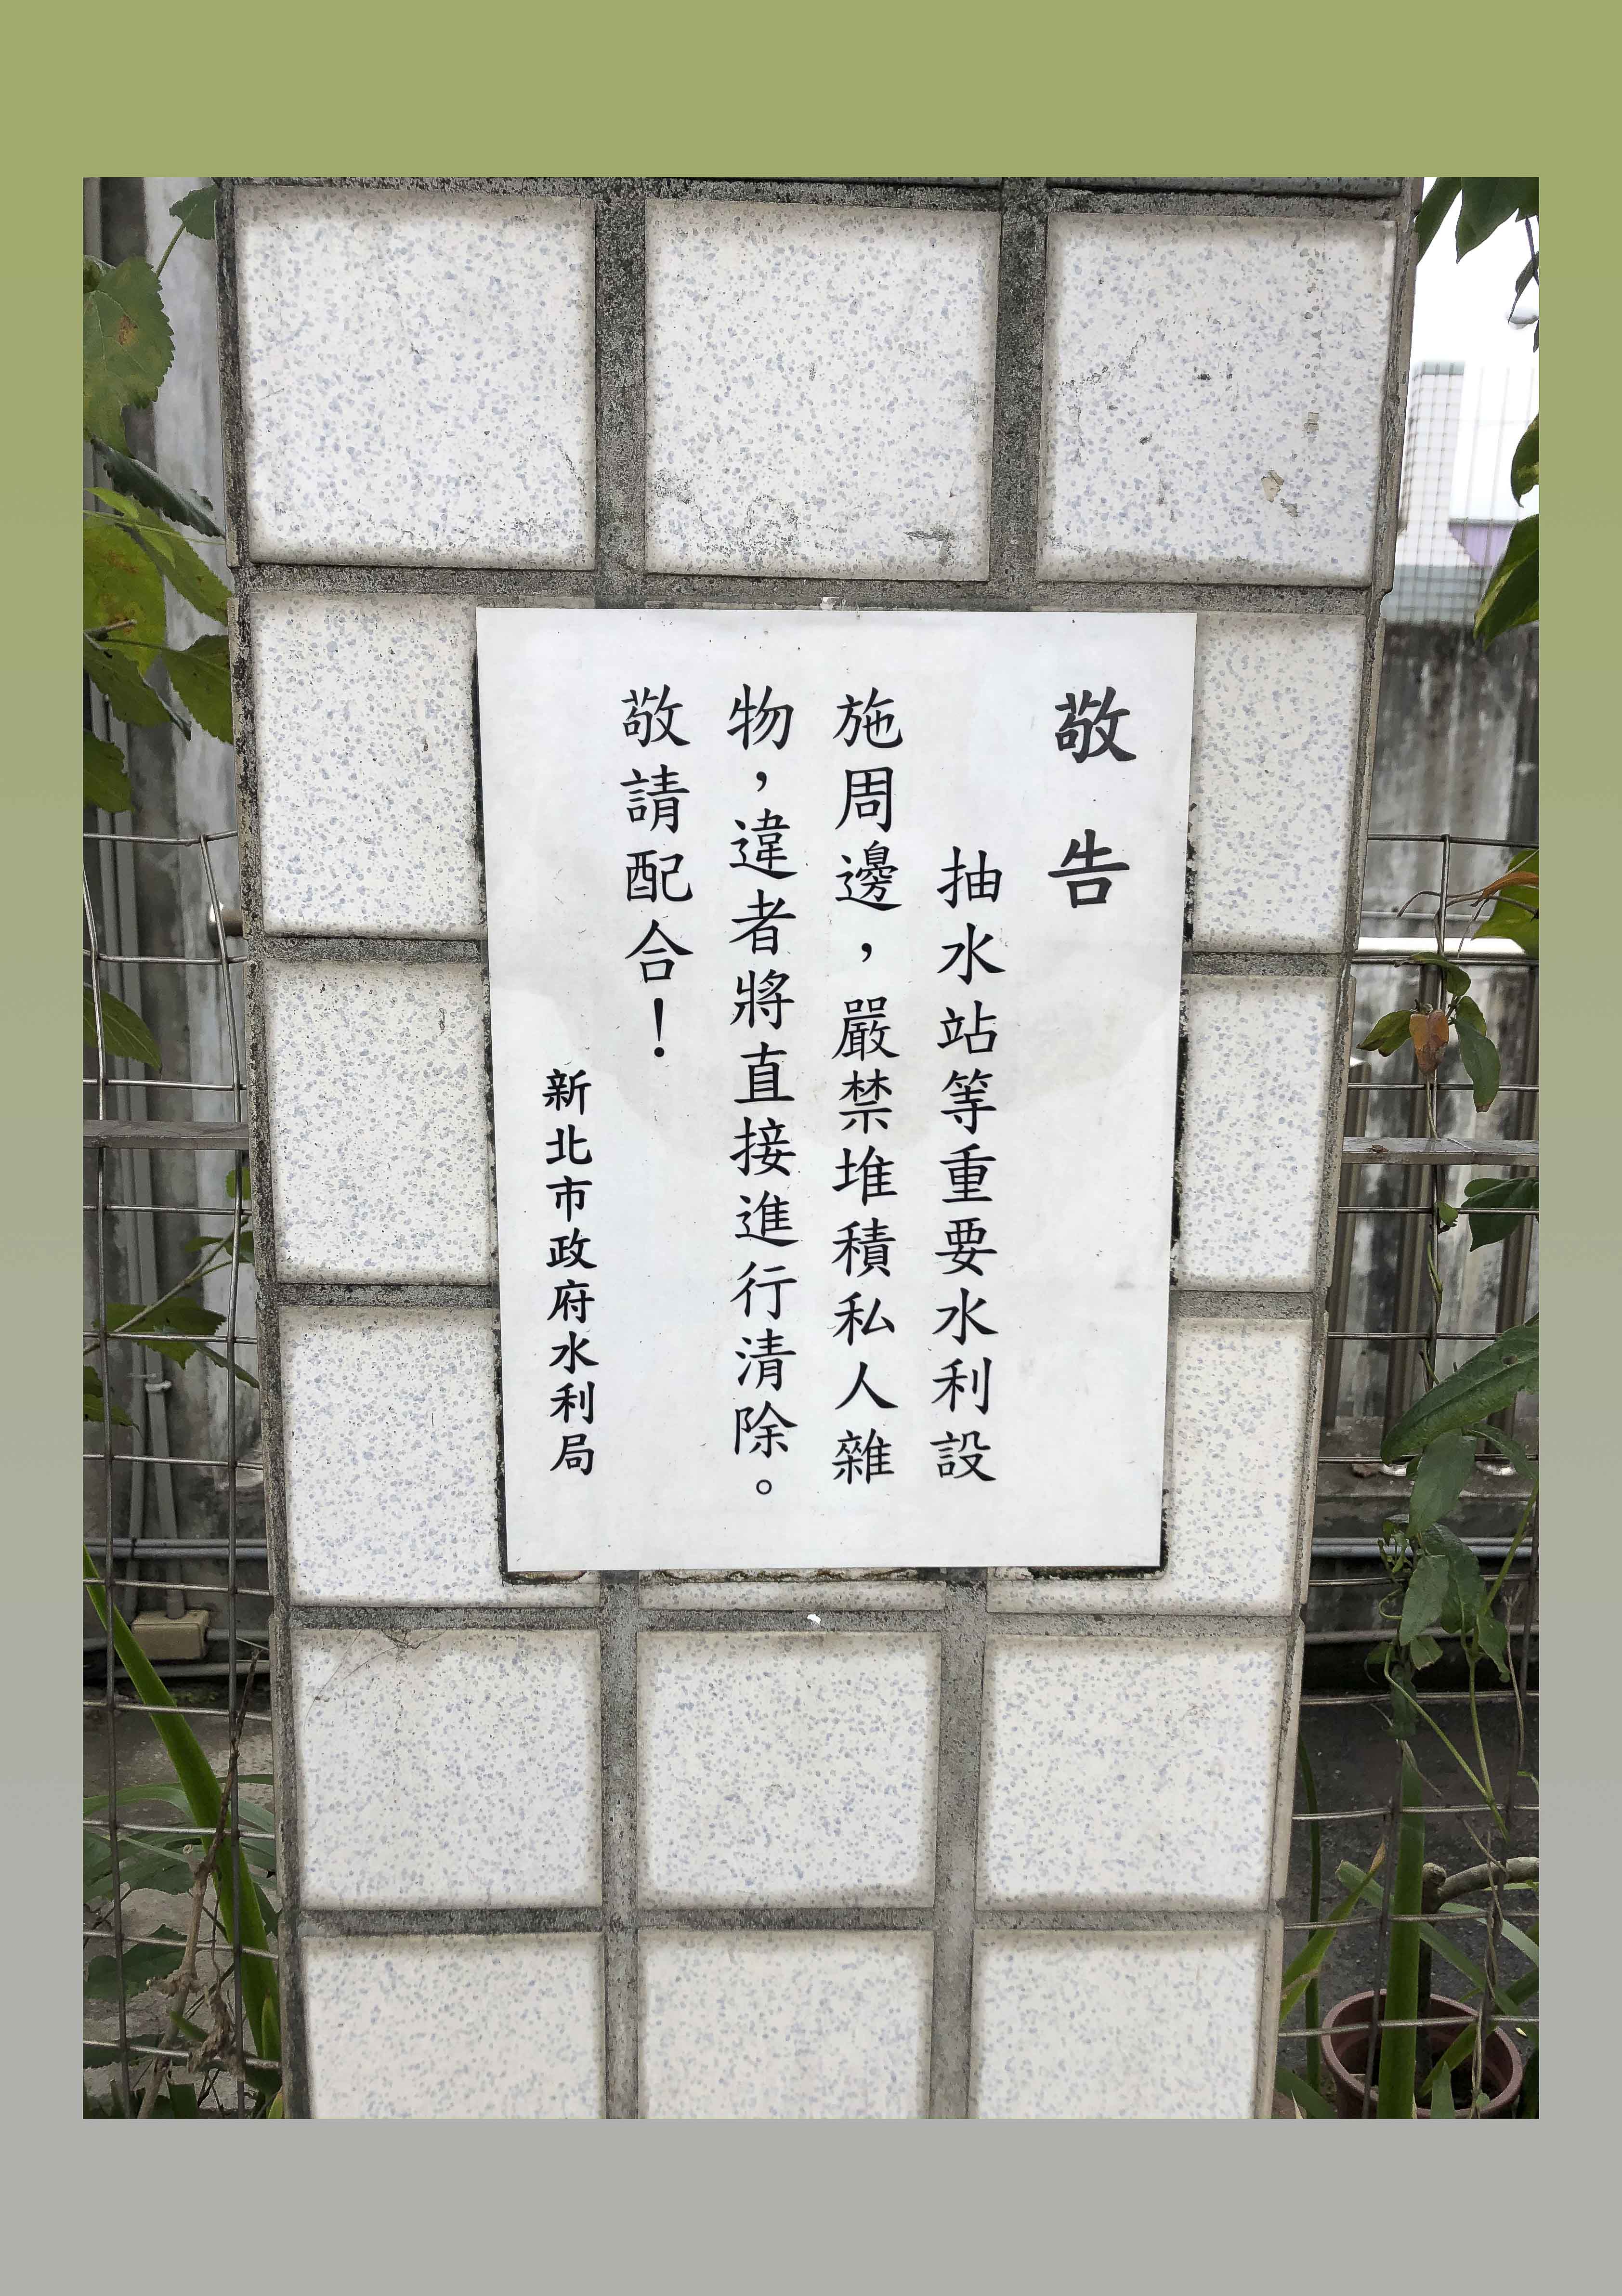 敬告
抽水站等重要水利設
施周邊，嚴禁堆積私人雜
物，違者將直接進行清除。
敬請配合！
新北市政府水利局